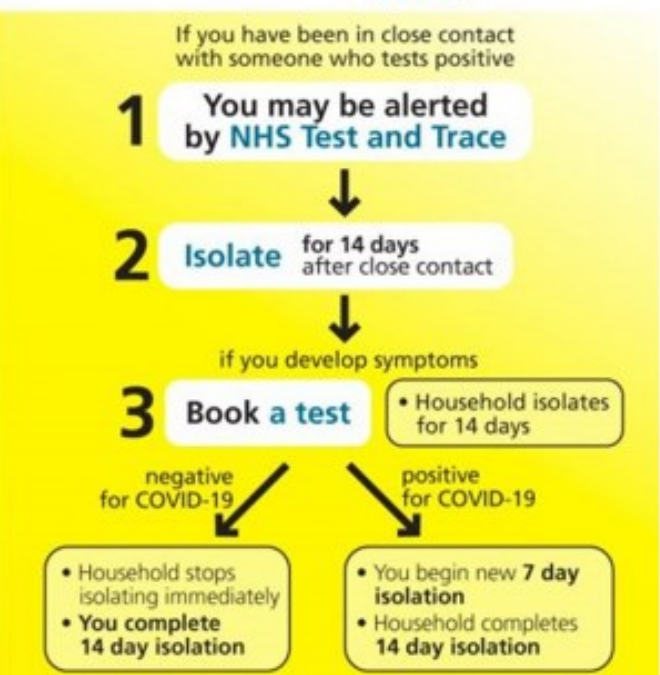 If you have been in close contact
with someone who tests positive
1
You may be alerted
by NHS Test and Trace
2
Isolate for 14 days
after close contact
if you develop symptoms
3
Book a test
• Household isolates
for 14 days
negative
for COVID-19
positive
for COVID-19
• Household stops
isolating immediately
• You complete
14 day isolation
• You begin new 7 day
isolation
• Household completes
14 day isolation